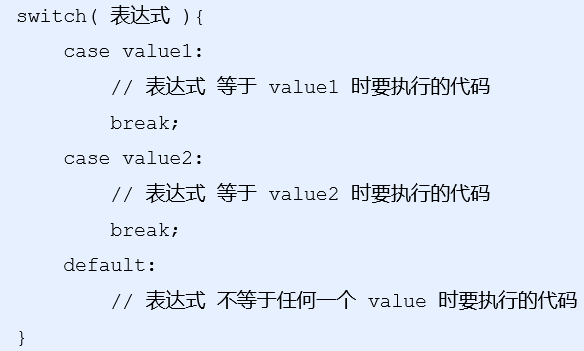 switch( 表达式 ){
case value1:
// 表达式 等于 value1 时要执行的代码
break;
case value2:
// 表达式 等于 value2 时要执行的代码
break;
default:
// 表达式 不等于任何一个 value 时要执行的代码
}